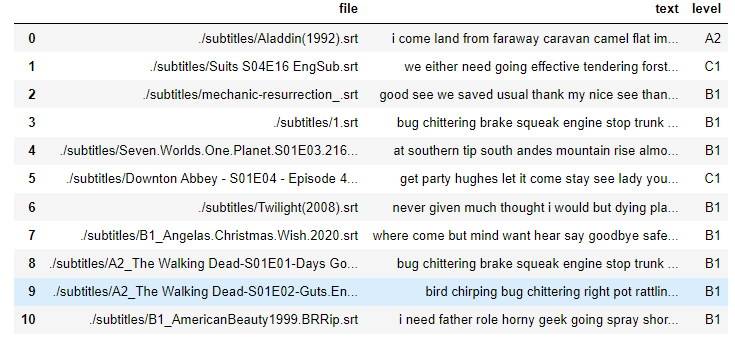 file text level
0 ./subtitles/Aladdin(1992).srt i come land from faraway caravan camel flat im... A2
1 ./subtitles/Suits S04E16 EngSub.srt we either need going effective tendering forst... C1
2 ./subtitles/mechanic-resurrection_.srt good see we saved usual thank my nice see than... B1
3 ./subtitles/1.srt bug chittering brake squeak engine stop trunk ... B1
4 ./subtitles/Seven.Worlds.One.Planet.S01E03.216... at southern tip south andes mountain rise almo... B1
5 ./subtitles/Downton Abbey - S01E04 - Episode 4... get party hughes let it come stay see lady you... C1
6 ./subtitles/Twilight(2008).srt never given much thought i would but dying pla... B1
7 ./subtitles/B1_Angelas.Christmas.Wish.2020.srt where come but mind want hear say goodbye safe... B1
8 ./subtitles/A2_The Walking Dead-S01E01-Days Go... bug chittering brake squeak engine stop trunk ... B1
9 ./subtitles/A2_The Walking Dead-S01E02-Guts.En... bird chirping bug chittering right pot rattlin... B1
10 ./subtitles/B1_AmericanBeauty1999.BRRip.srt i need father role horny geek going spray shor... B1